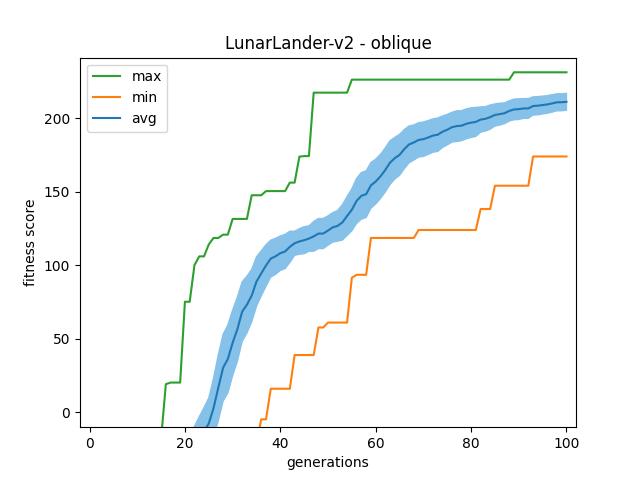 LunarLander-v2 - oblique
max
min
avg
fitness score
200
150
100
50
0
0 20 40 60 80 100
generations